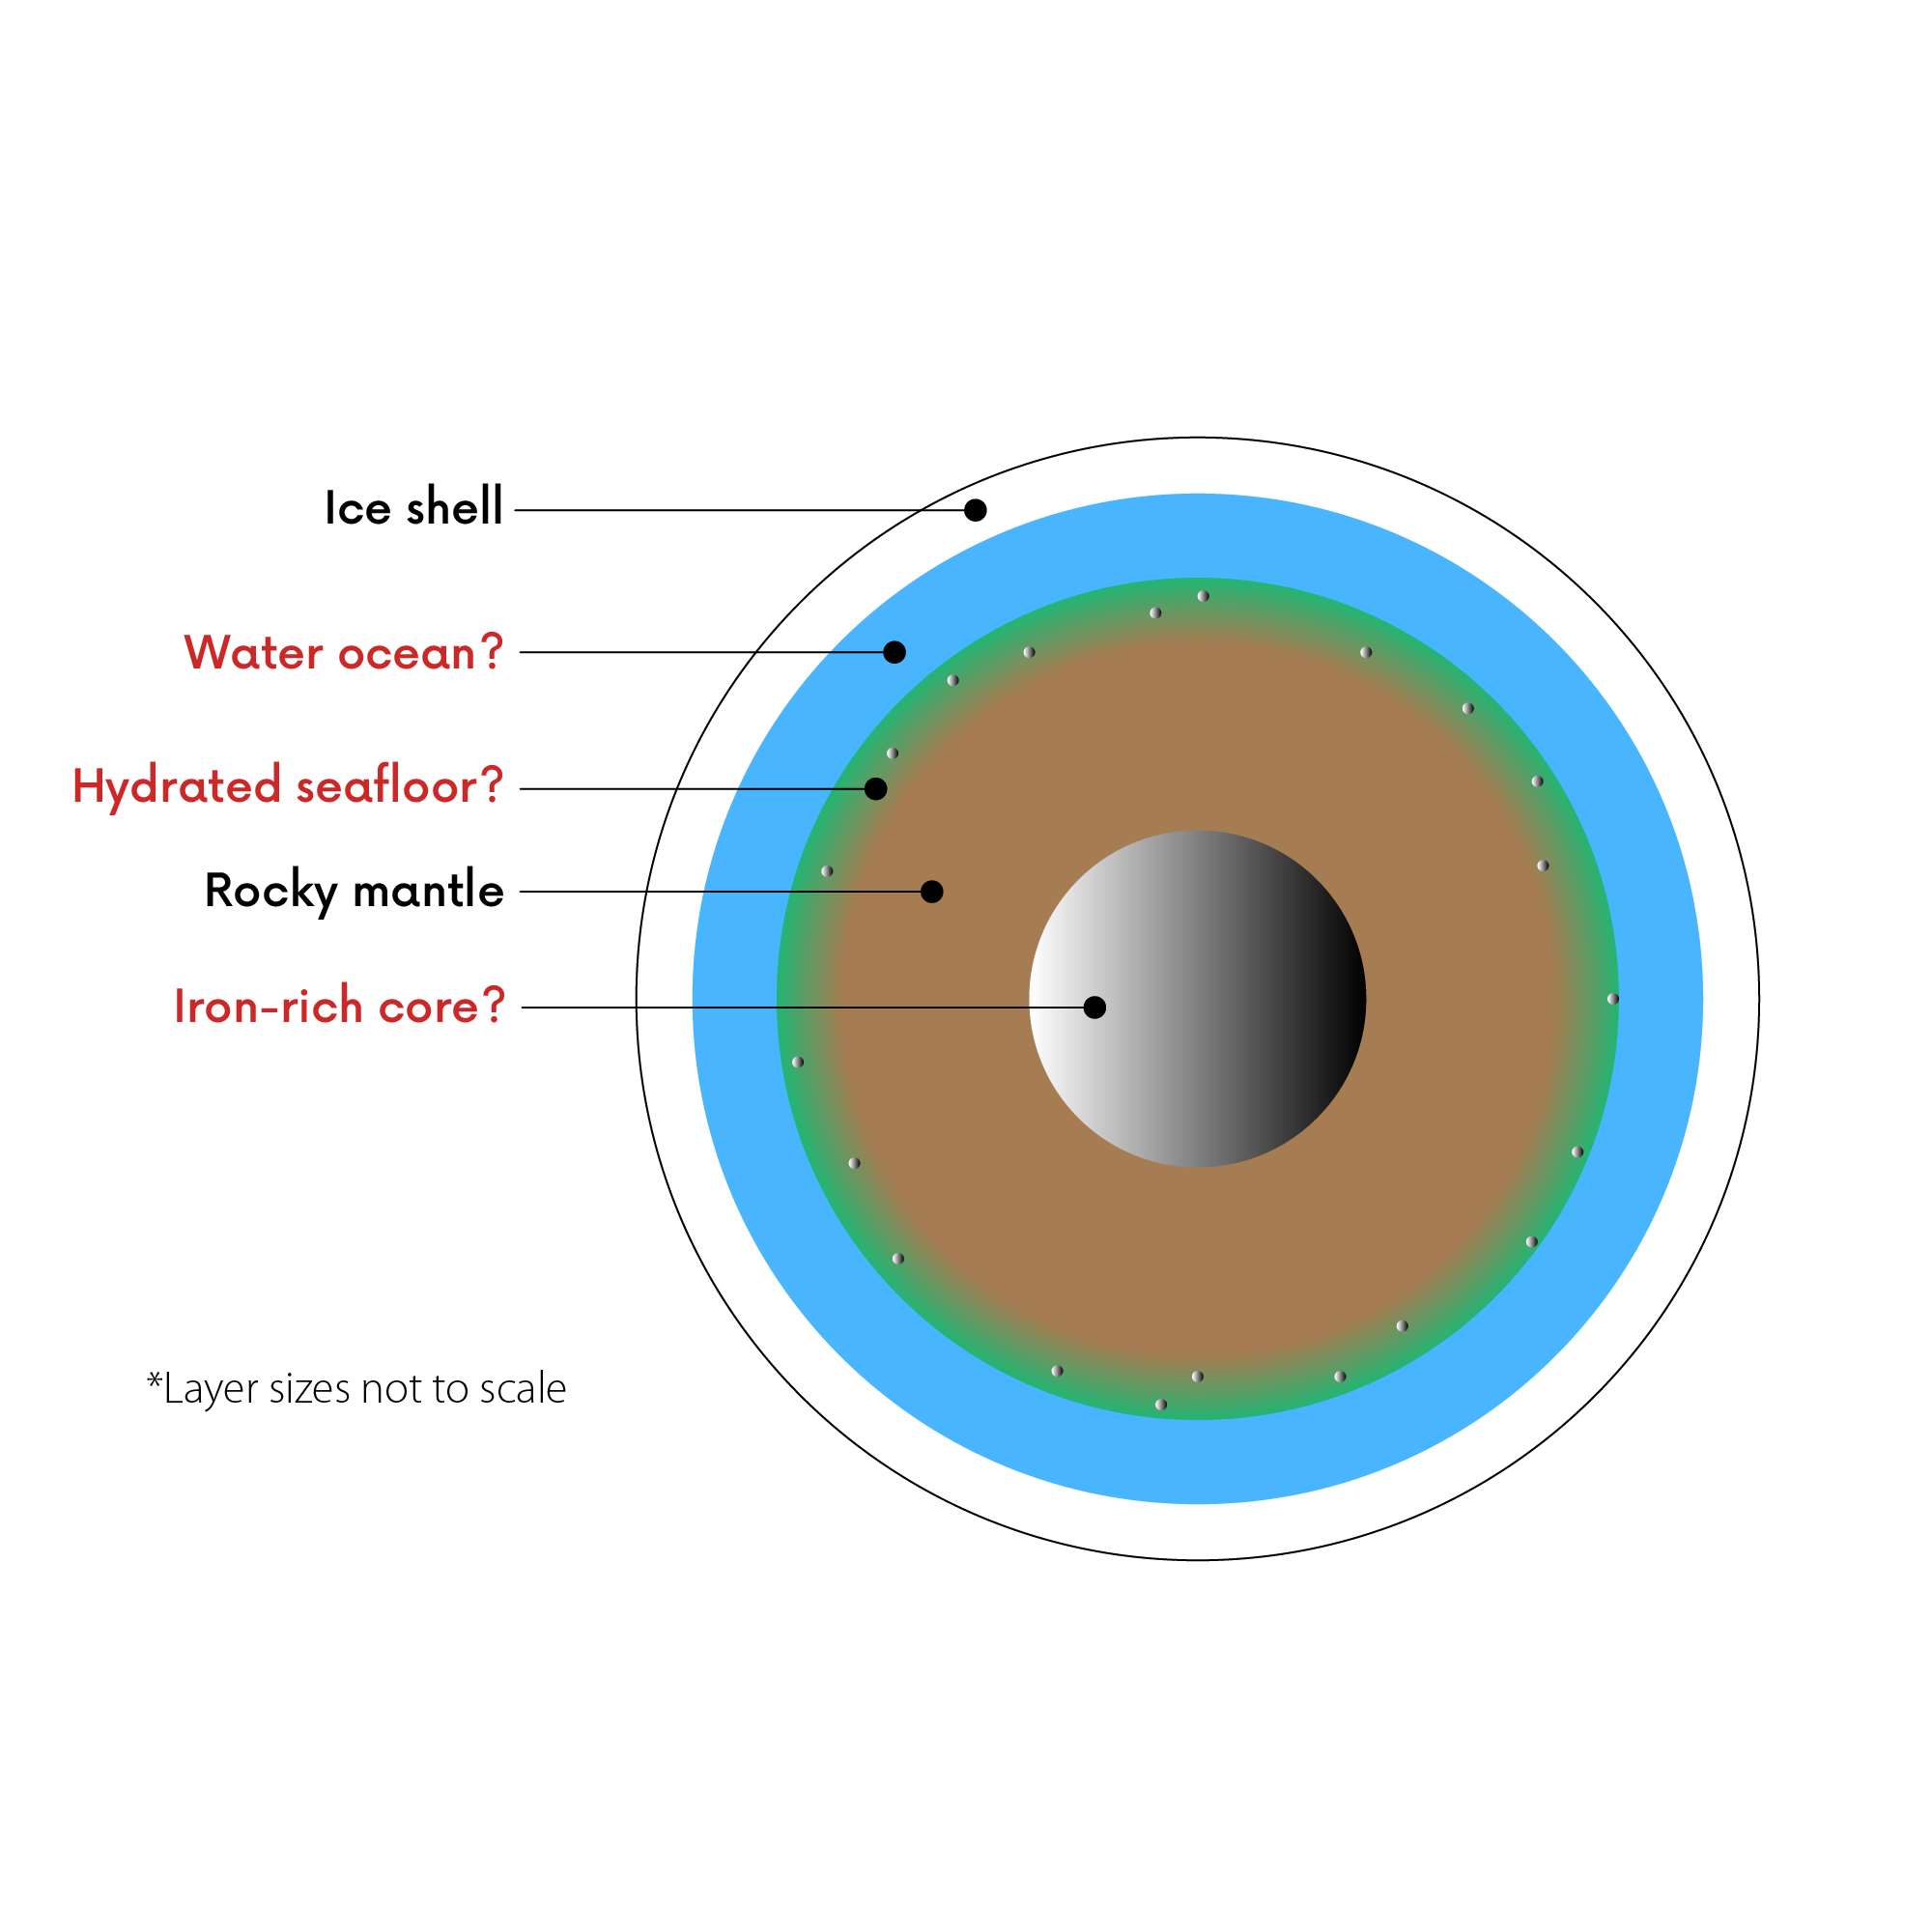 Ice shell
Water ocean?
Hydrated seafloor?
Rocky mantle
Iron-rich core?
*Layer sizes not to scale